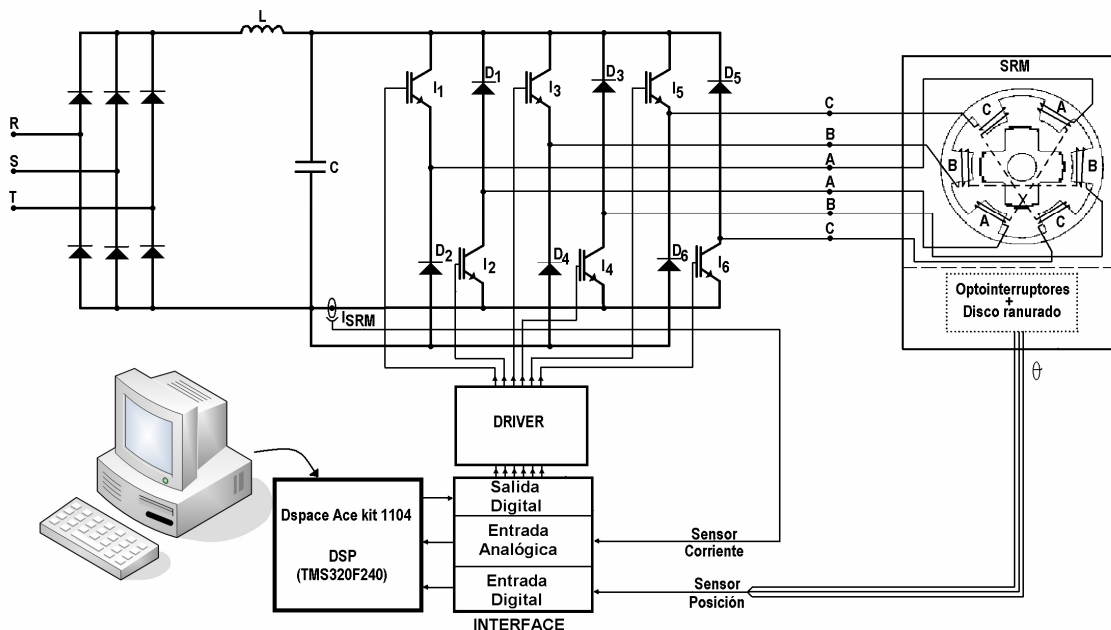 L
R
S
T
C
I1
D1
I3
D3
I5
D5
D2
I2
D4
I4
D6
I6
ISRM
C
B
A
A
B
C
SRM
C
A
B
B
A
C
Optointerruptores
+
Disco ranurado
θ
DRIVER
Salida
Digital
Entrada
Analógica
Entrada
Digital
INTERFACE
Dspace Ace kit 1104
DSP
(TMS320F240)
Sensor
Corriente
Sensor
Posición